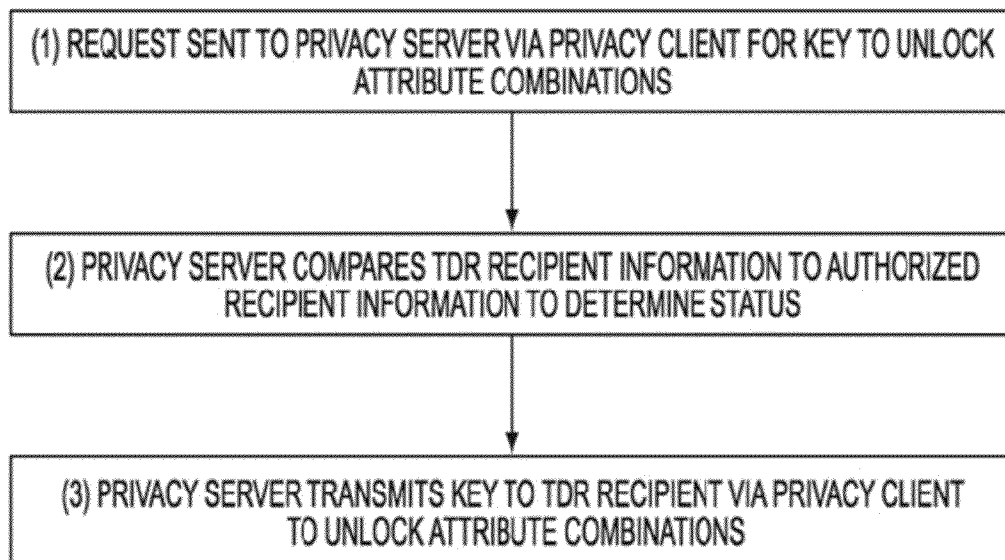 (1) REQUEST SENT TO PRIVACY SERVER VIA PRIVACY CLIENT FOR KEY TO UNLOCK
ATTRIBUTE COMBINATIONS
(2) PRIVACY SERVER COMPARES TDR RECIPIENT INFORMATION TO AUTHORIZED
RECIPIENT INFORMATION TO DETERMINE STATUS
(3) PRIVACY SERVER TRANSMITS KEY TO TDR RECIPIENT VIA PRIVACY CLIENT
TO UNLOCK ATTRIBUTE COMBINATIONS